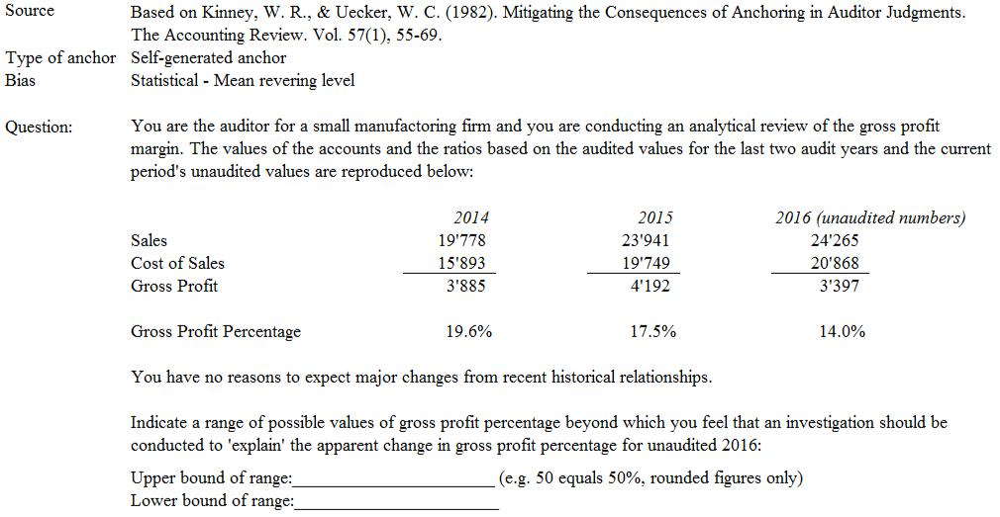 Source Based on Kinney, W. R., & Uecker, W. C. (1982). Mitigating the Consequences of Anchoring in Auditor Judgments.
The Accounting Review. Vol. 57(1), 55-69.
Type of anchor Self-generated anchor
Bias Statistical - Mean revering level
Question: You are the auditor for a small manufactoring firm and you are conducting an analytical review of the gross profit
margin. The values of the accounts and the ratios based on the audited values for the last two audit years and the current
period's unaudited values are reproduced below:
2014 2015 2016 (unaudited numbers)
Sales 19'778 23'941 24'265
Cost of Sales 15'893 19'749 20'868
Gross Profit 3'885 4'192 3'397
Gross Profit Percentage 19.6% 17.5% 14.0%
You have no reasons to expect major changes from recent historical relationships.
Indicate a range of possible values of gross profit percentage beyond which you feel that an investigation should be
conducted to 'explain' the apparent change in gross profit percentage for unaudited 2016:
Upper bound of range:____________________ (e.g. 50 equals 50%, rounded figures only)
Lower bound of range:____________________